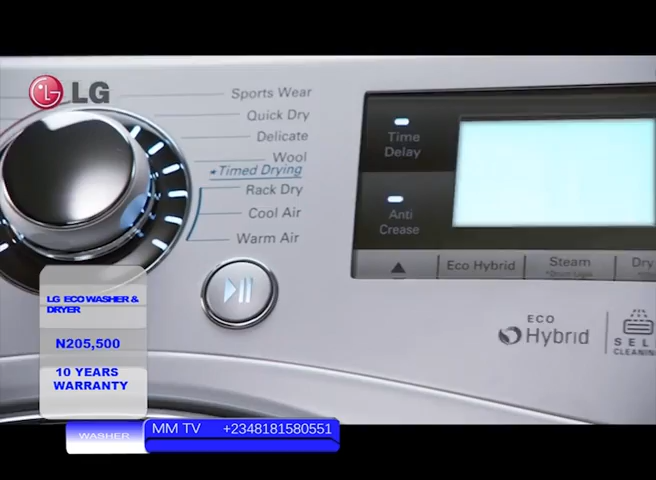 LG
Sports Wear
Quick Dry
Delicate
Wool
Timed Drying
Rack Dry
Cool Air
Warm Air
Time
Delay
Anti
Crease
Eco Hybrid
Steam
Dry
ECO
Hybrid
SEL
CLEANIN
LG ECO WASHER &
DRYER
N205,500
10 YEARS
WARRANTY
WASHER
MM TV +2348181580551